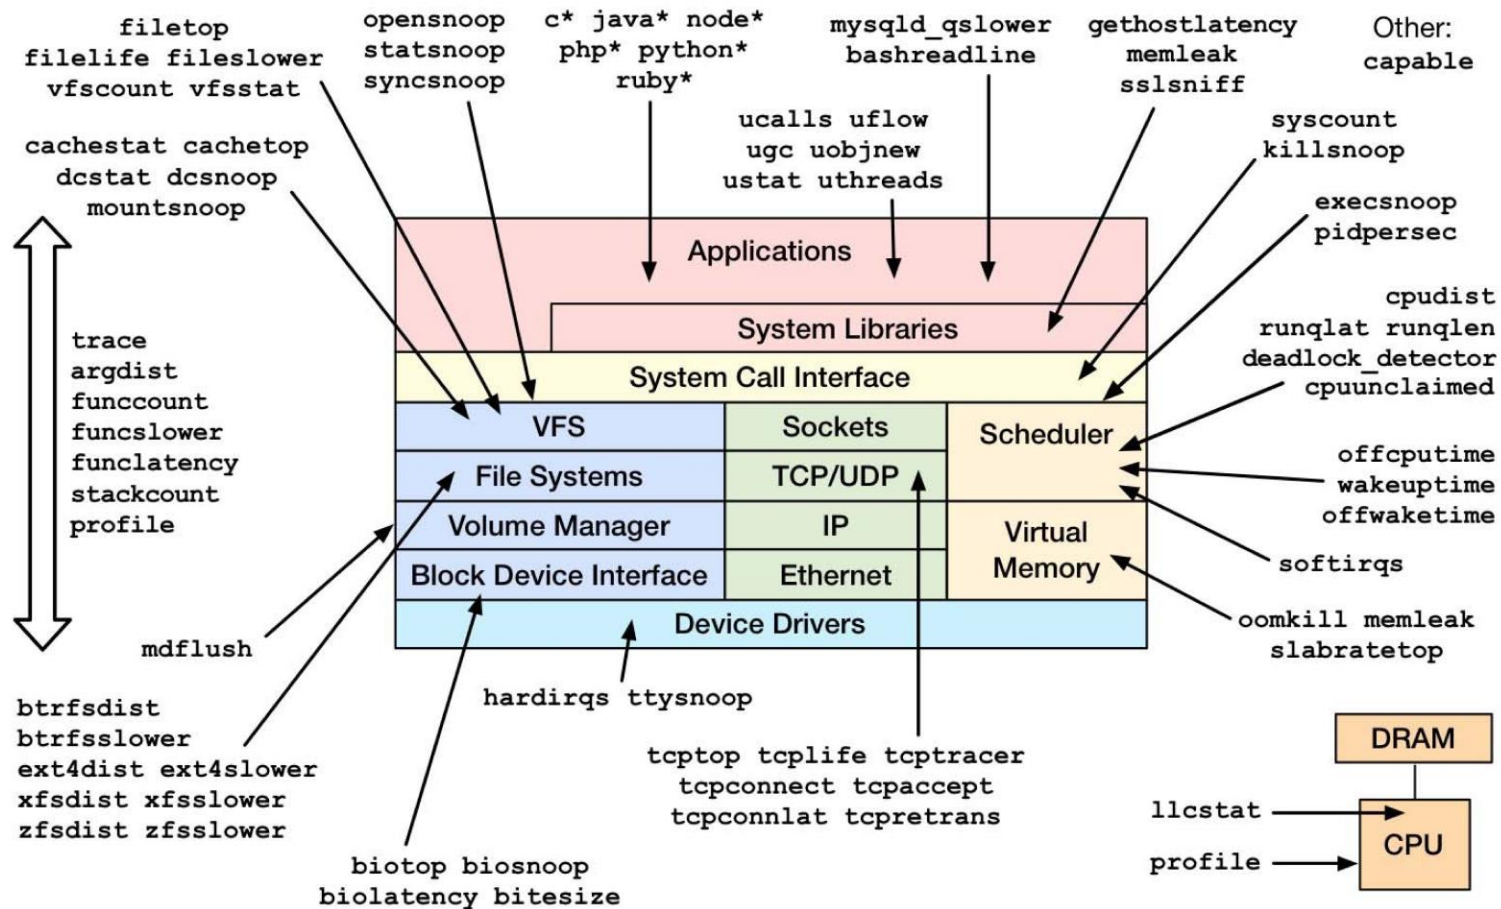 filetop
filelife fileslower
vfscount vfsstat
opensnoop
statsnoop
syncsnoop
c* java* node*
php* python*
ruby*
mysqld_qslower
bashreadline
gethostlatency
memleak
sslsniff
Other:
capable
cachestat cachetop
dcstat dcsnoop
mountsnoop
ucalls uflow
ugc uobjnew
ustat uthreads
syscount
killsnoop
execsnoop
pidpersec
cpudist
runqlat runqlen
deadlock_detector
cpuunclaimed
offcputime
wakeuptime
offwaketime
softirqs
oomkill memleak
slabratetop
trace
argdist
funccount
funcslower
funclatency
stackcount
profile
Applications
System Libraries
System Call Interface
VFS
Sockets
Scheduler
File Systems
TCP/UDP
Volume Manager
IP
Virtual
Memory
Block Device Interface
Ethernet
Device Drivers
mdflush
hardirqs ttysnoop
btrfsdist
btrfsslower
ext4dist ext4slower
xfsdist xfsslower
zfsdist zfsslower
tcptop tcplife tcptracer
tcpconnect tcpaccept
tcpconnlat tcpretrans
biotop biosnoop
biolatency bitesize
DRAM
llcstat
CPU
profile